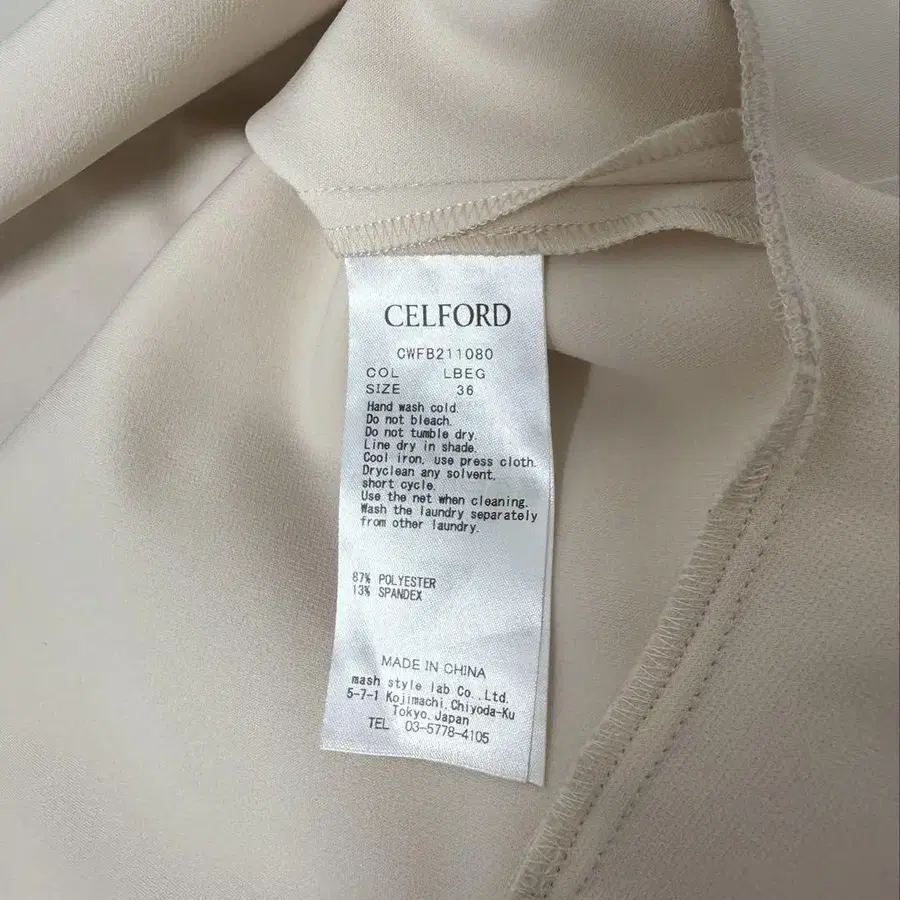 CELFORD
CWFB211080
COL LBEG
SIZE 36
Hand wash cold.
Do not bleach.
Do not tumble dry.
Line dry in shade.
Cool iron, use press cloth.
Dryclean any solvent,
short cycle.
Use the net when cleaning.
Wash the laundry separately
from other laundry.
87% POLYESTER
13% SPANDEX
MADE IN CHINA
mash style lab Co.,Ltd.
5-7-1 Kojimachi,Chiyoda-Ku
Tokyo,Japan
TEL 03-5778-4105